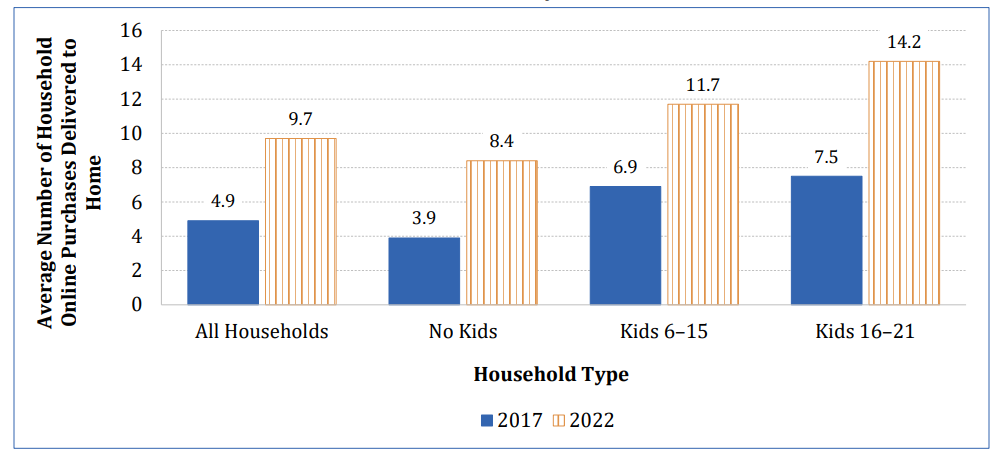 16
14
12
10
8
6
4
2
0
Average Number of Household
Online Purchases Delivered to
Home
4.9
9.7
3.9
8.4
6.9
11.7
7.5
14.2
All Households
No Kids
Kids 6–15
Kids 16–21
Household Type
2017 2022